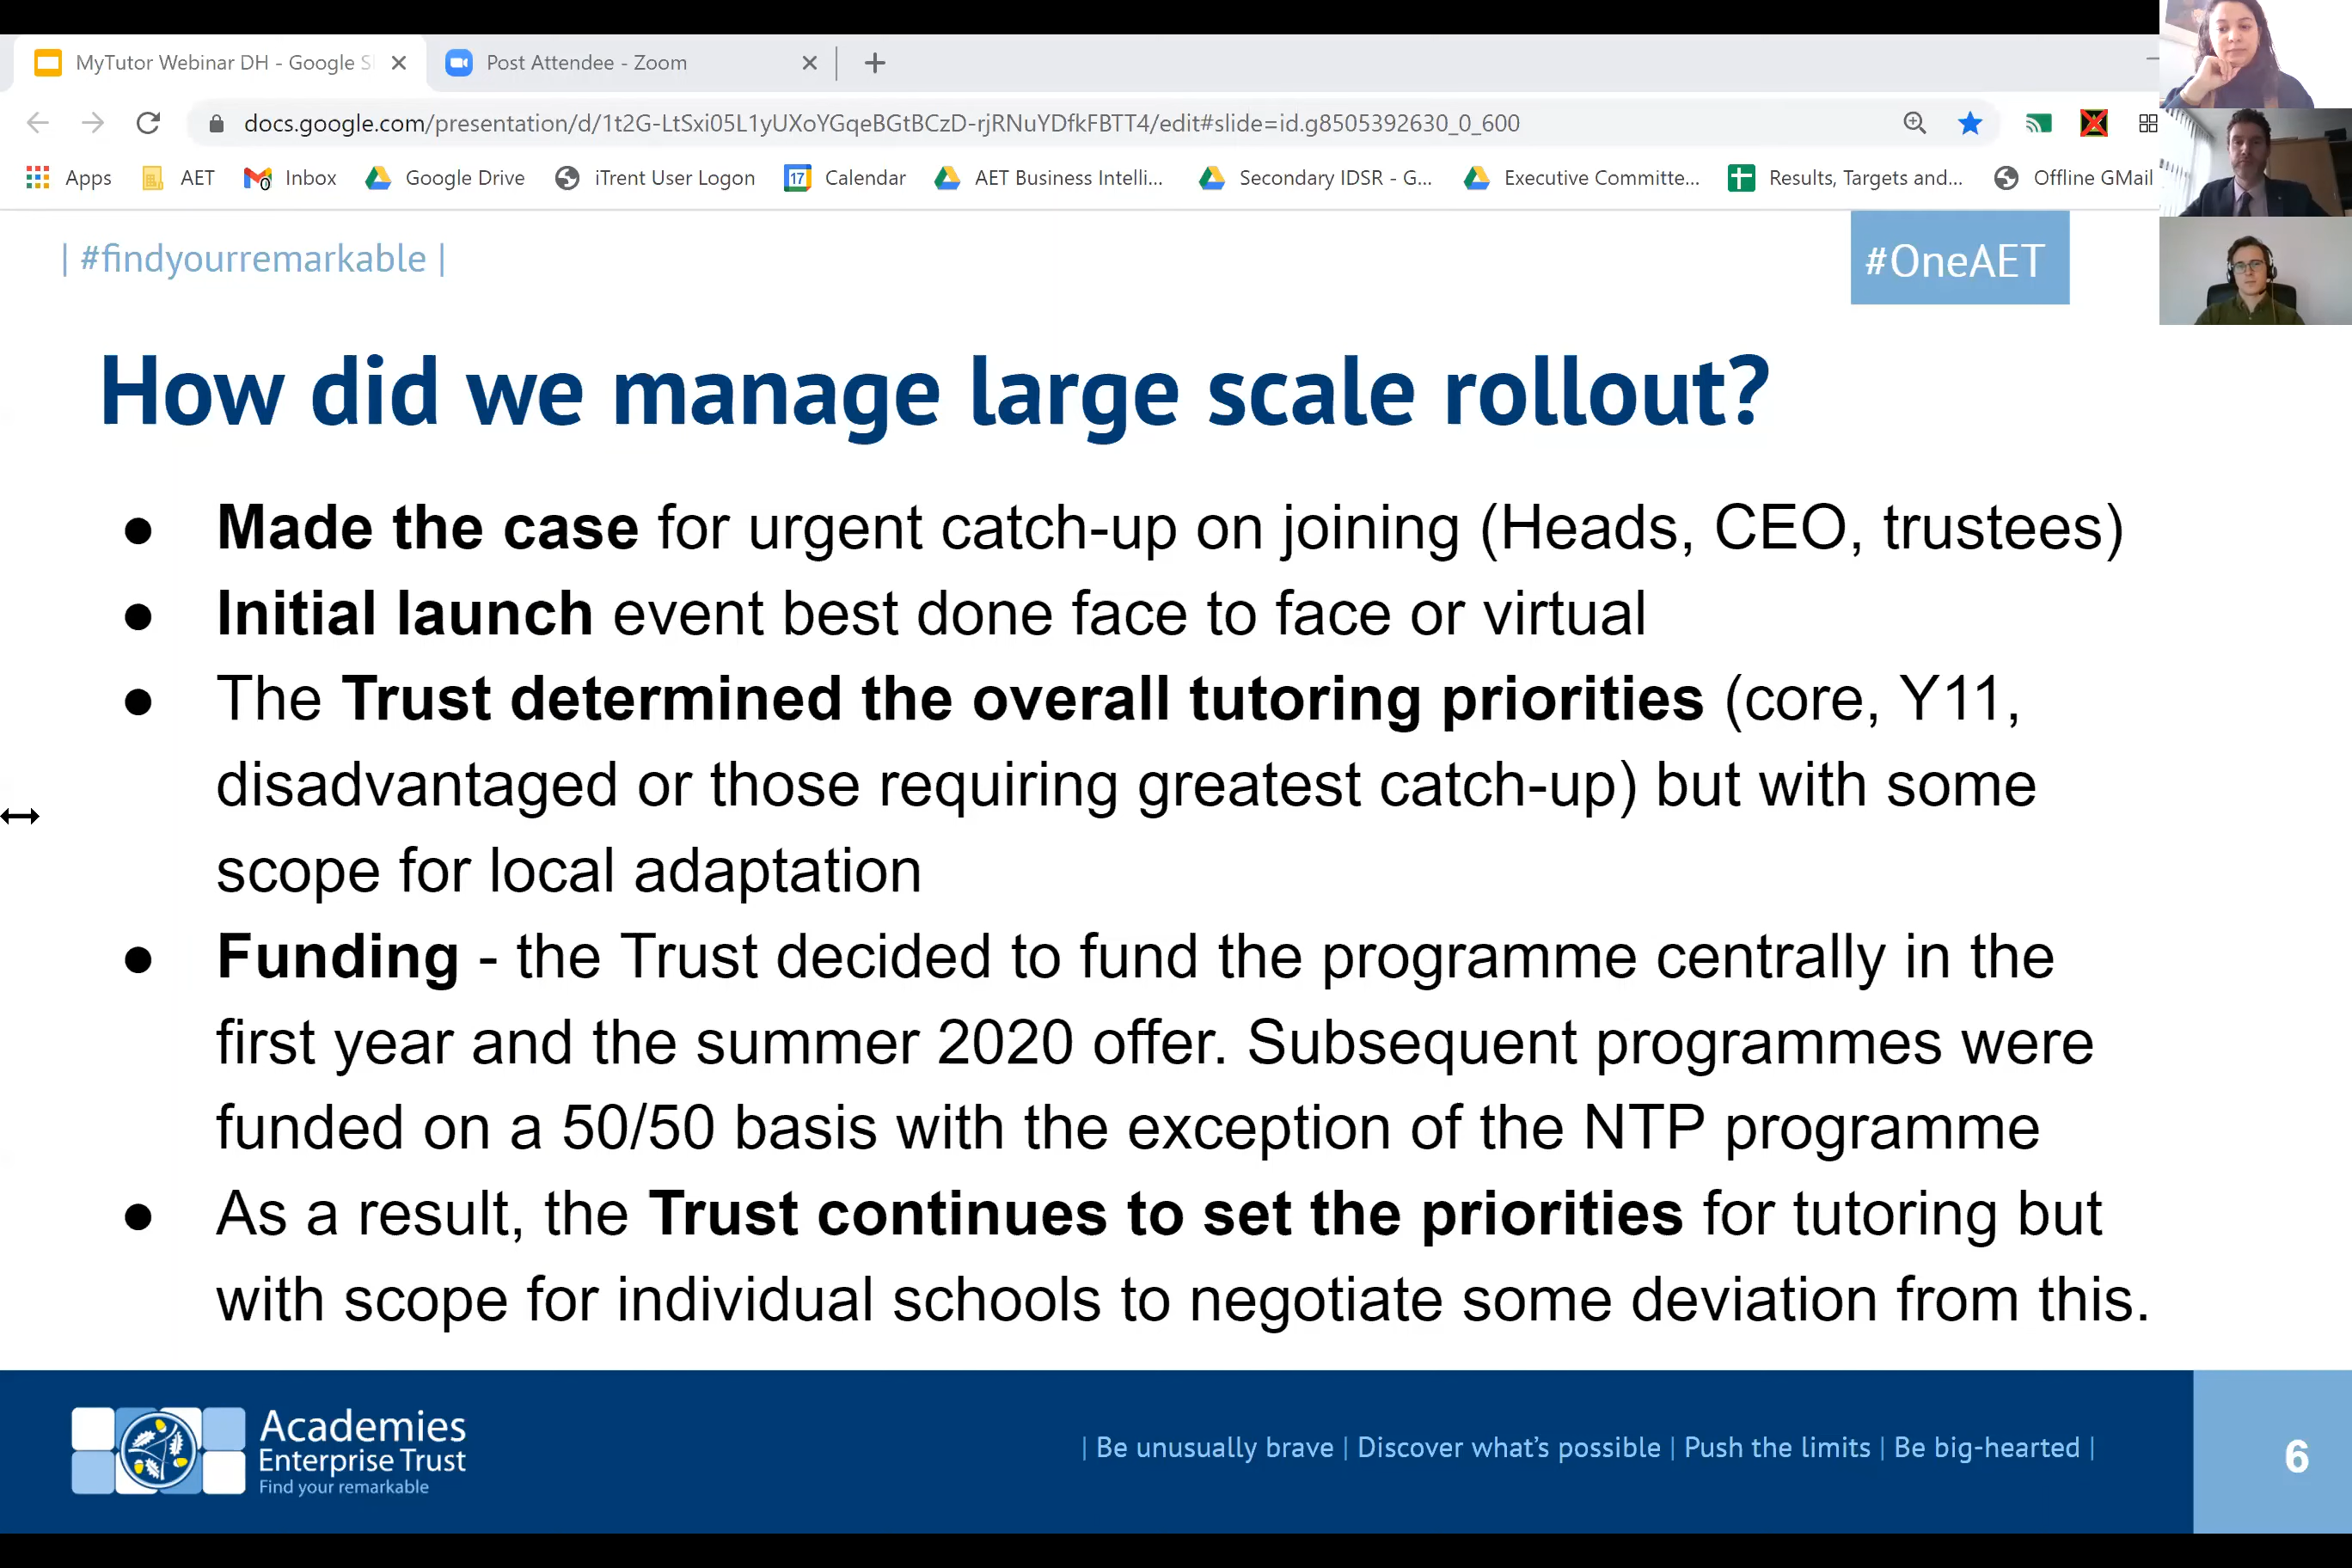 MyTutor Webinar DH - Google S
Post Attendee - Zoom
docs.google.com/presentation/d/1t2G-LtSxi05L1yUXoYGqeBGtBCzD-rjRNuYDfkFBTT4/edit#slide=id.g8505392630_0_600
Apps AET Inbox Google Drive iTrent User Logon 17 Calendar AET Business Intelli... Secondary IDSR - G... Executive Committe... Results, Targets and... Offline GMail
| #findyourremarkable |
#OneAET
How did we manage large scale rollout?
● Made the case for urgent catch-up on joining (Heads, CEO, trustees)
● Initial launch event best done face to face or virtual
● The Trust determined the overall tutoring priorities (core, Y11,
disadvantaged or those requiring greatest catch-up) but with some
scope for local adaptation
● Funding - the Trust decided to fund the programme centrally in the
first year and the summer 2020 offer. Subsequent programmes were
funded on a 50/50 basis with the exception of the NTP programme
● As a result, the Trust continues to set the priorities for tutoring but
with scope for individual schools to negotiate some deviation from this.
Academies
Enterprise Trust
Find your remarkable
| Be unusually brave | Discover what's possible | Push the limits | Be big-hearted |
6